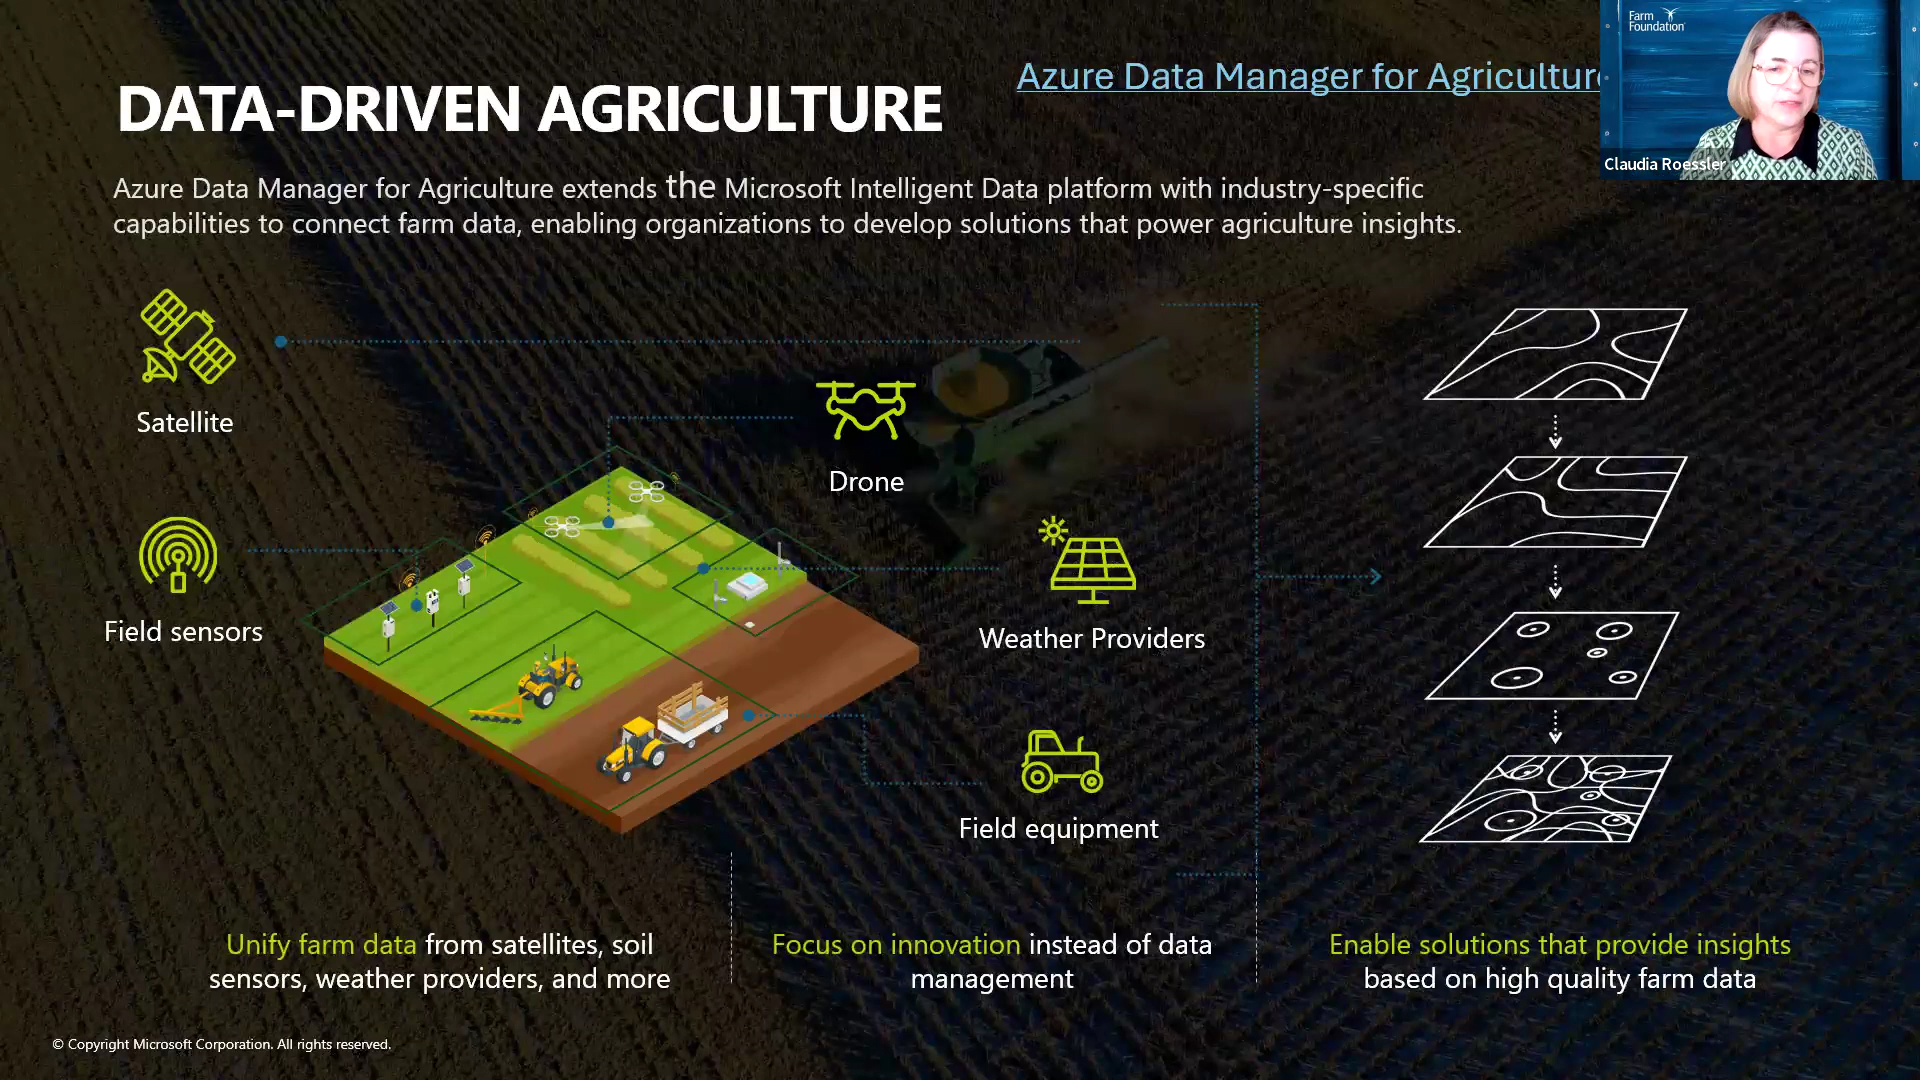 Farm
Foundation
Azure Data Manager for Agriculture
DATA-DRIVEN AGRICULTURE
Claudia Roessler
Azure Data Manager for Agriculture extends the Microsoft Intelligent Data platform with industry-specific
capabilities to connect farm data, enabling organizations to develop solutions that power agriculture insights.
Satellite
Drone
Field sensors
Weather Providers
Field equipment
Unify farm data from satellites, soil
sensors, weather providers, and more
Focus on innovation instead of data
management
Enable solutions that provide insights
based on high quality farm data
© Copyright Microsoft Corporation. All rights reserved.